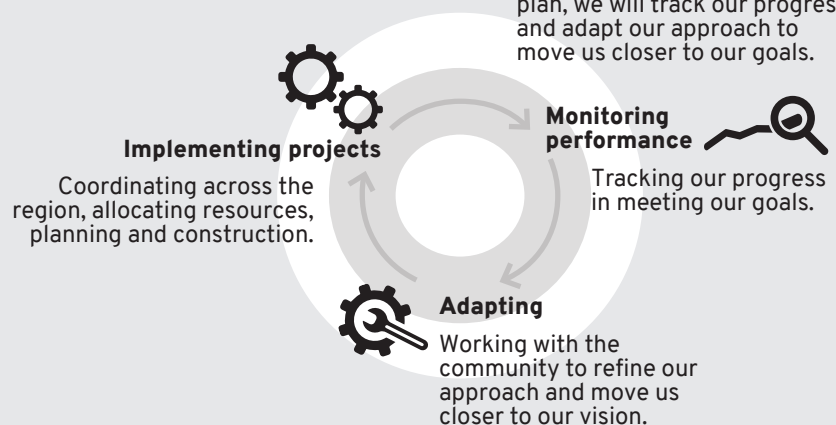 plan, we will track our progress
and adapt our approach to
move us closer to our goals.
Implementing projects
Coordinating across the
region, allocating resources,
planning and construction.
Monitoring
performance
Tracking our progress
in meeting our goals.
Adapting
Working with the
community to refine our
approach and move us
closer to our vision.